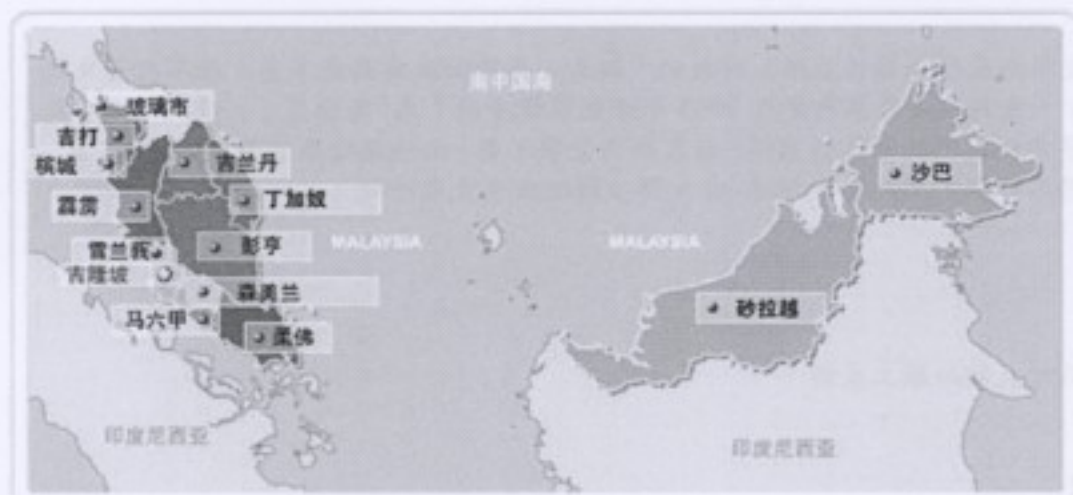 南中国海
玻璃市
吉打
槟城
吉兰丹
霹雳
丁加奴
雪兰莪
彭亨
吉隆坡
森美兰
马六甲
柔佛
MALAYSIA
MALAYSIA
沙巴
砂拉越
印度尼西亚
印度尼西亚